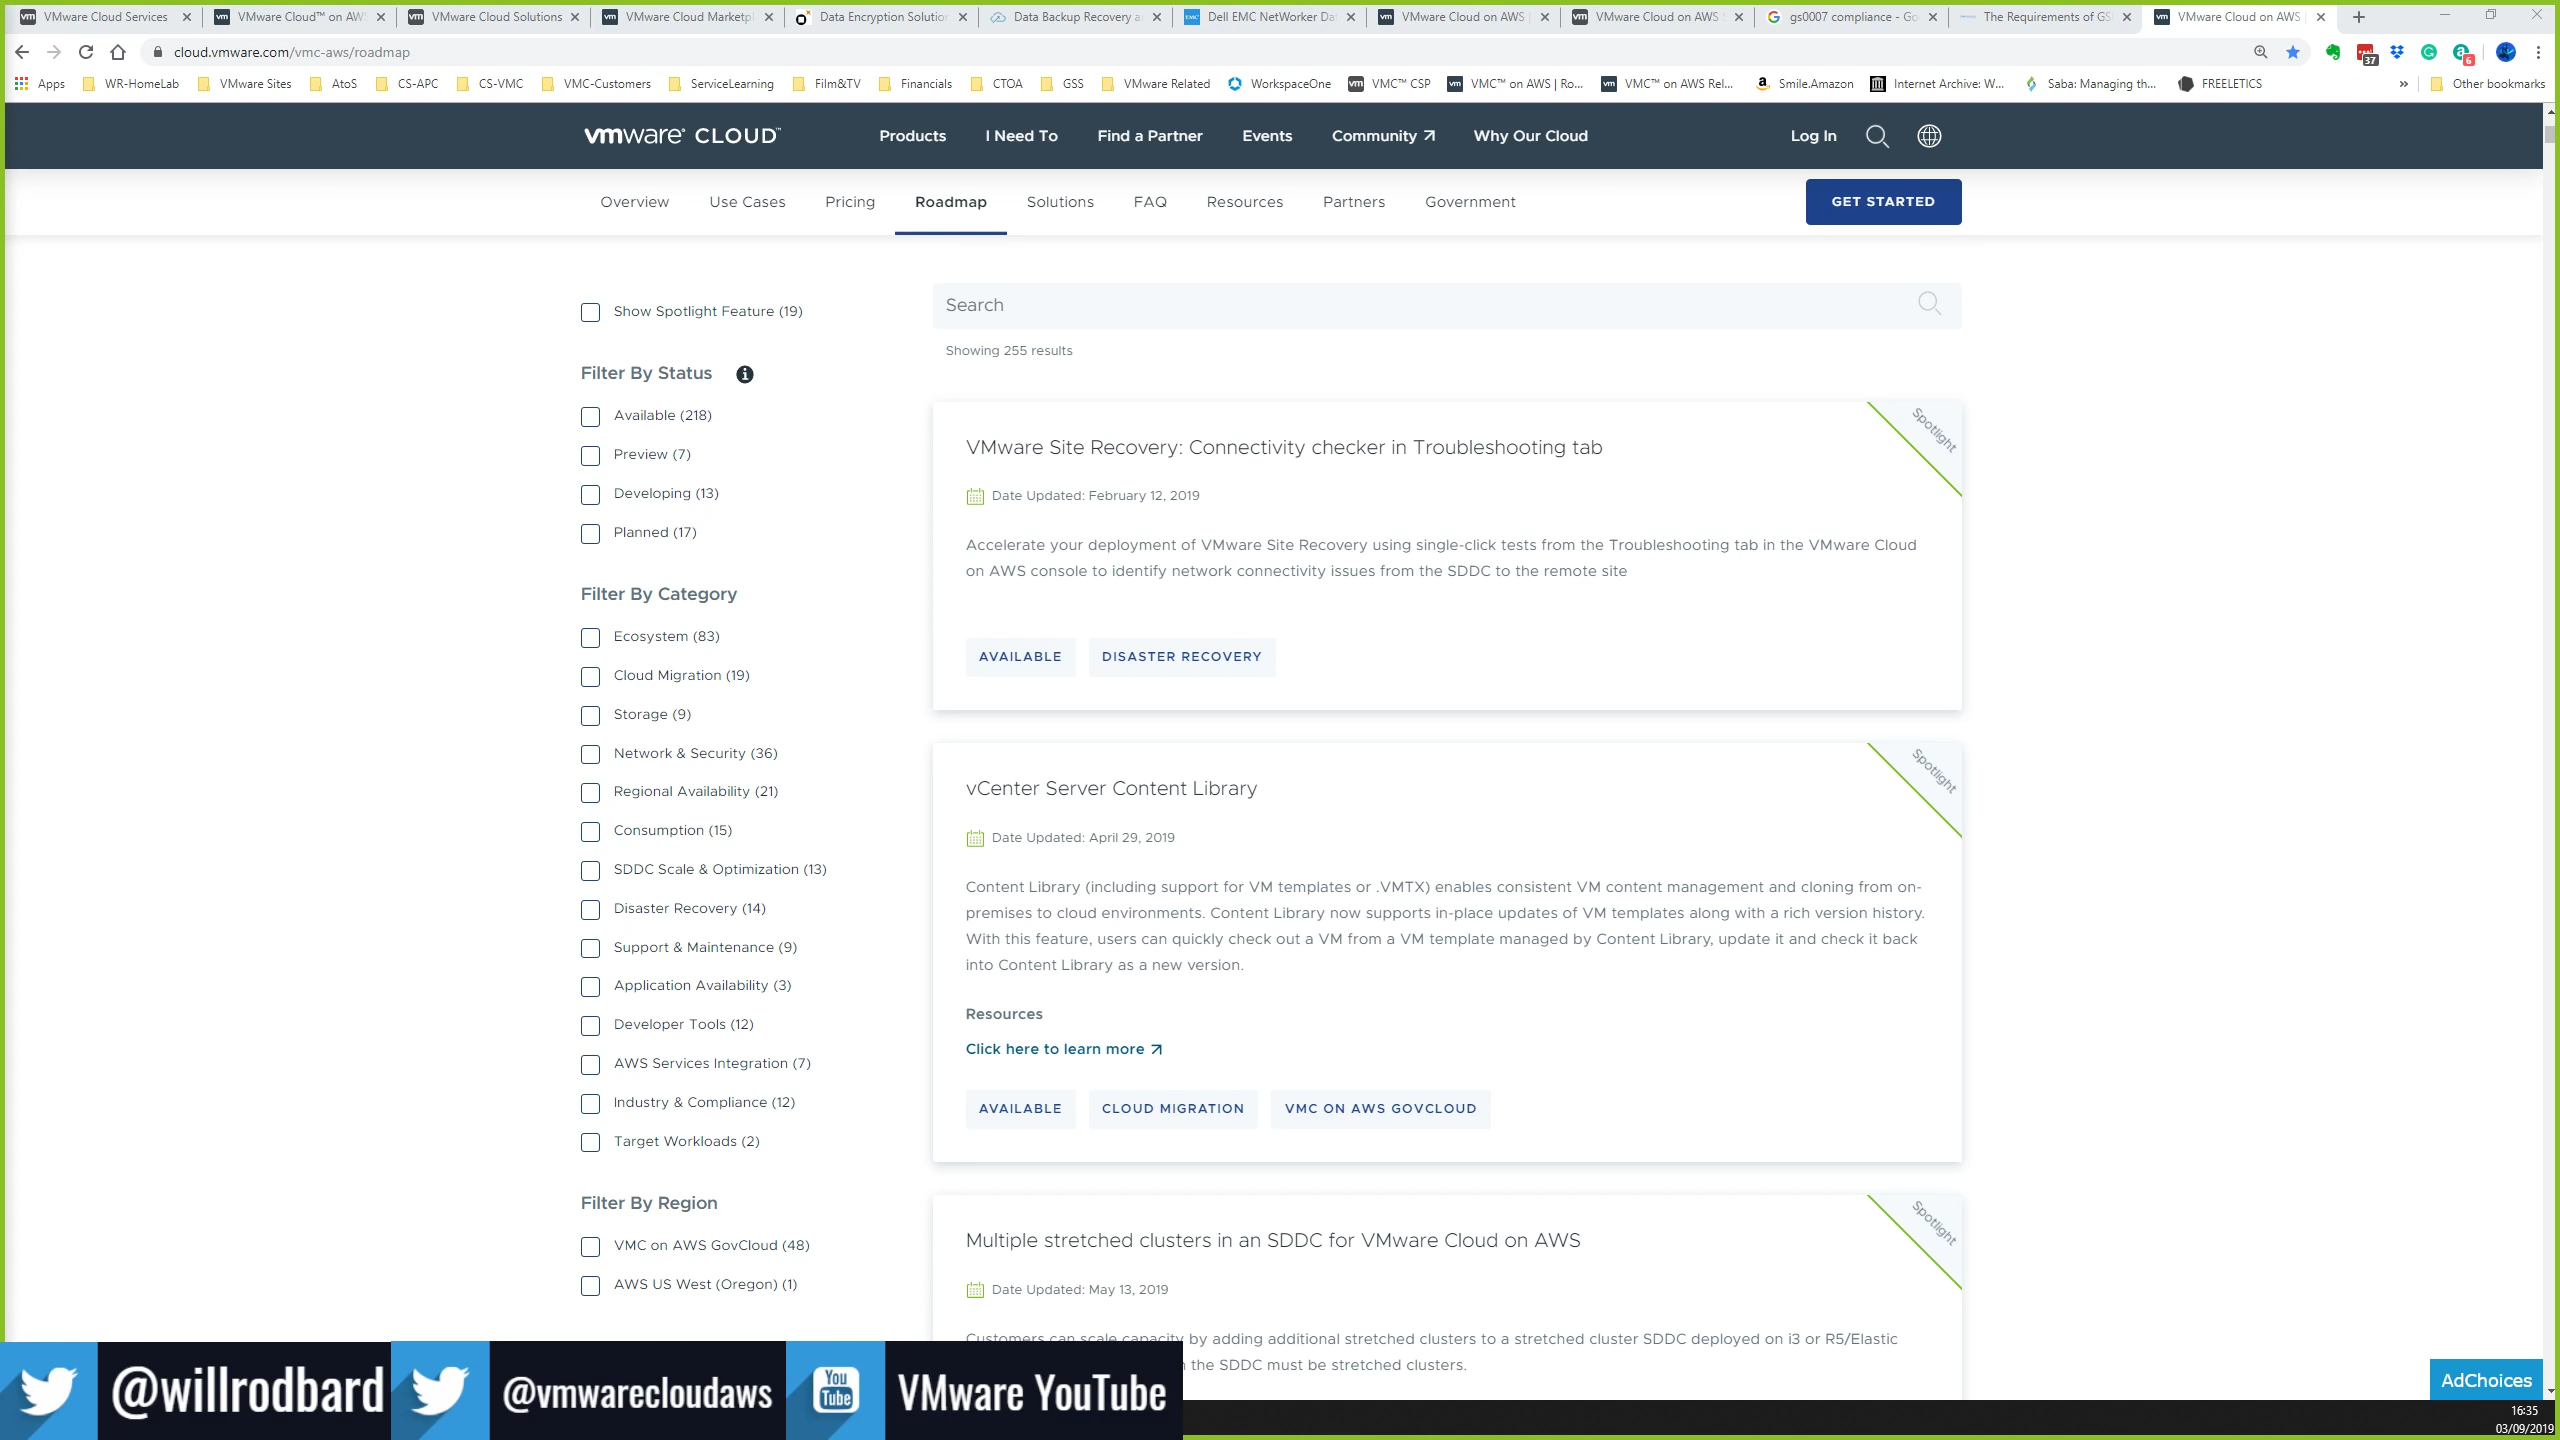 VMware Cloud Services
VMware Cloud™ on AWS
VMware Cloud Solutions
VMware Cloud Marketpl
Data Encryption Solution
Data Backup Recovery a
Dell EMC NetWorker Dat
VMware Cloud on AWS
VMware Cloud on AWS
gs0007 compliance - Go
The Requirements of GS
VMware Cloud on AWS
cloud.vmware.com/vmc-aws/roadmap
37
6
Apps
WR-HomeLab
VMware Sites
AtoS
CS-APC
CS-VMC
VMC-Customers
ServiceLearning
Film&TV
Financials
CTOA
GSS
VMware Related
WorkspaceOne
VMC™ CSP
VMC™ on AWS | Ro...
VMC™ on AWS Rel...
Smile.Amazon
Internet Archive: W...
Saba: Managing th...
FREELETICS
»
Other bookmarks
vmware® CLOUD™
Products
I Need To
Find a Partner
Events
Community
Why Our Cloud
Log In
Overview
Use Cases
Pricing
Roadmap
Solutions
FAQ
Resources
Partners
Government
GET STARTED
Show Spotlight Feature (19)
Filter By Status
Available (218)
Preview (7)
Developing (13)
Planned (17)
Filter By Category
Ecosystem (83)
Cloud Migration (19)
Storage (9)
Network & Security (36)
Regional Availability (21)
Consumption (15)
SDDC Scale & Optimization (13)
Disaster Recovery (14)
Support & Maintenance (9)
Application Availability (3)
Developer Tools (12)
AWS Services Integration (7)
Industry & Compliance (12)
Target Workloads (2)
Filter By Region
VMC on AWS GovCloud (48)
AWS US West (Oregon) (1)
Search
Showing 255 results
VMware Site Recovery: Connectivity checker in Troubleshooting tab
Spotlight
Date Updated: February 12, 2019
Accelerate your deployment of VMware Site Recovery using single-click tests from the Troubleshooting tab in the VMware Cloud
on AWS console to identify network connectivity issues from the SDDC to the remote site
AVAILABLE
DISASTER RECOVERY
vCenter Server Content Library
Spotlight
Date Updated: April 29, 2019
Content Library (including support for VM templates or .VMTX) enables consistent VM content management and cloning from on-
premises to cloud environments. Content Library now supports in-place updates of VM templates along with a rich version history.
With this feature, users can quickly check out a VM from a VM template managed by Content Library, update it and check it back
into Content Library as a new version.
Resources
Click here to learn more
AVAILABLE
CLOUD MIGRATION
VMC ON AWS GOVCLOUD
Multiple stretched clusters in an SDDC for VMware Cloud on AWS
Spotlight
Date Updated: May 13, 2019
Customers can scale capacity by adding additional stretched clusters to a stretched cluster SDDC deployed on i3 or R5/Elastic
the SDDC must be stretched clusters.
@willrodbard
@vmwarecloudaws
You Tube
VMware YouTube
AdChoices
16:35
03/09/2019